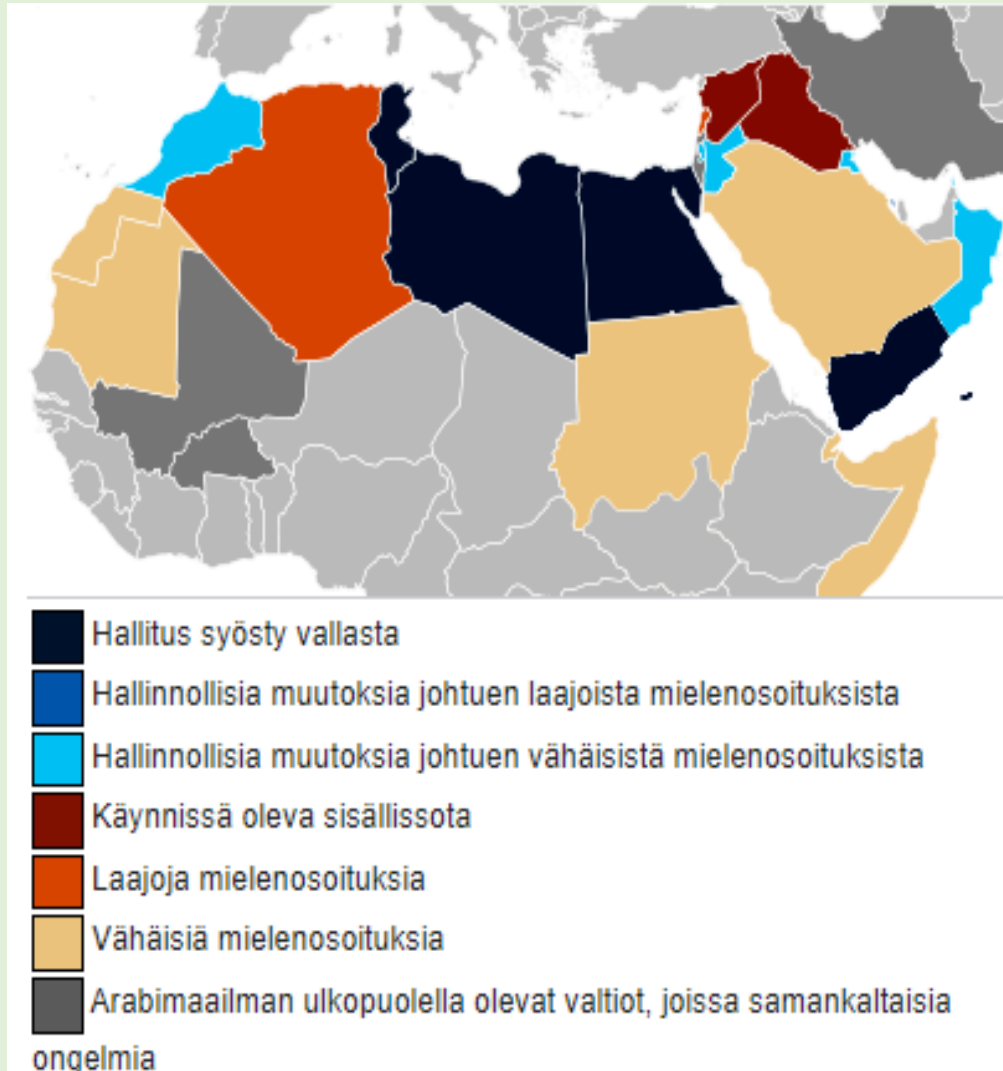 Hallitus syösty vallasta
Hallinnollisia muutoksia johtuen laajoista mielenosoituksista
Hallinnollisia muutoksia johtuen vähäisistä mielenosoituksista
Käynnissä oleva sisällissota
Laajoja mielenosoituksia
Vähäisiä mielenosoituksia
Arabimaailman ulkopuolella olevat valtiot, joissa samankaltaisia
ongelmia